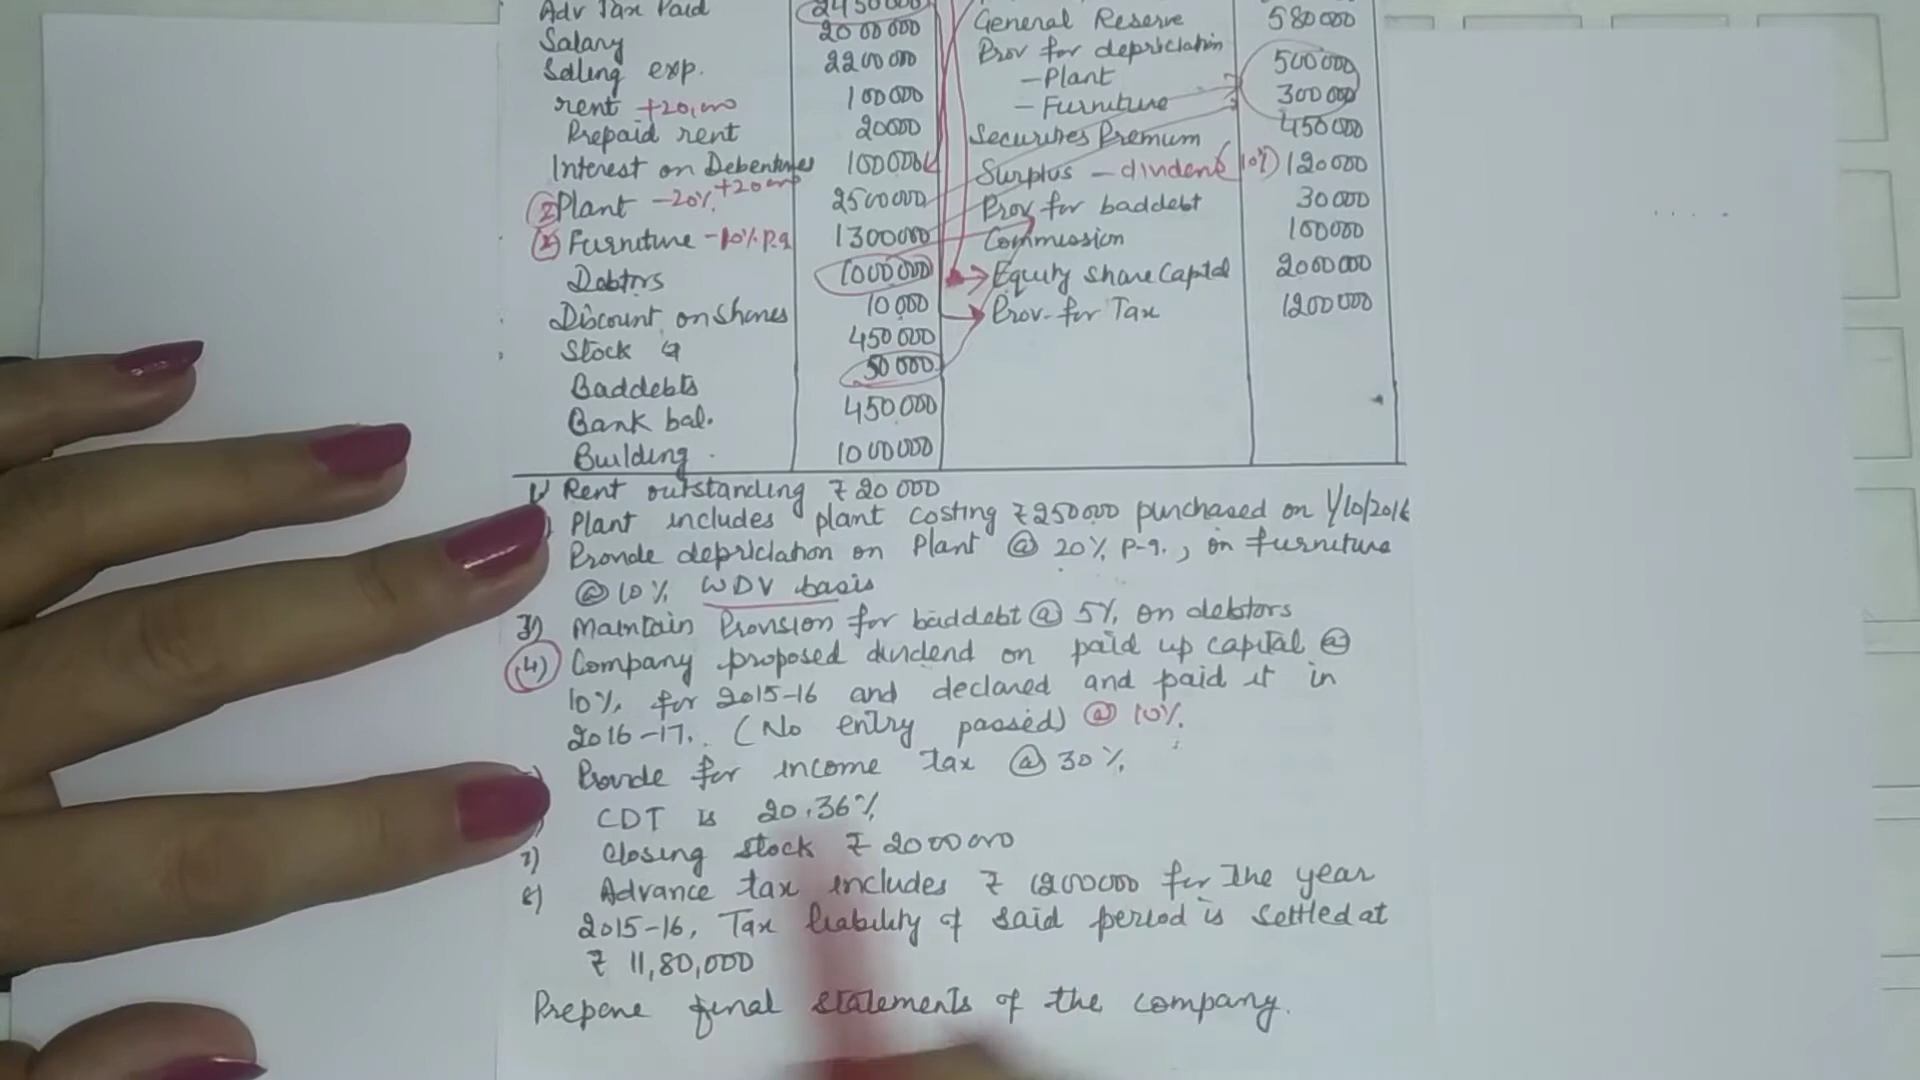 Adv Tax Paid 2450000
Salary 2000000
Selling exp. 2200000
rent +20,000 100000
Prepaid rent 20000
Interest on Debentures 100000
2) Plant -20% +20000 2500000
2) Furniture -10% p.a 1300000
Debtors 1000000
Discount on Shares 10000
Stock 450000
Baddebts 50000
Bank bal. 450000
Building 1000000
General Reserve 580000
Prov for depriciation
- Plant 500000
- Furniture 300000
Securities Premium 450000
Surplus - dividend (10%) 120000
Prov for baddebt 30000
Commission 100000
Equity Share Capital 2000000
Prov. for Tax 1200000
1) Rent outstanding ₹ 20000
Plant includes plant costing ₹ 250000 purchased on 1/10/2016
Provide depriciation on Plant @ 20% p.a., on furniture
@ 10% WDV basis
3) Maintain Provision for baddebt @ 5% on debtors
(4) Company proposed dividend on paid up capital @
10% for 2015-16 and declared and paid it in
2016-17. (No entry passed) @ 10%.
Provide for income tax @ 30%.
CDT is 20.36%
7) Closing stock ₹ 2000000
8) Advance tax includes ₹ 1200000 for the year
2015-16, Tax liability of said period is settled at
₹ 11,80,000
Prepare final statements of the company.